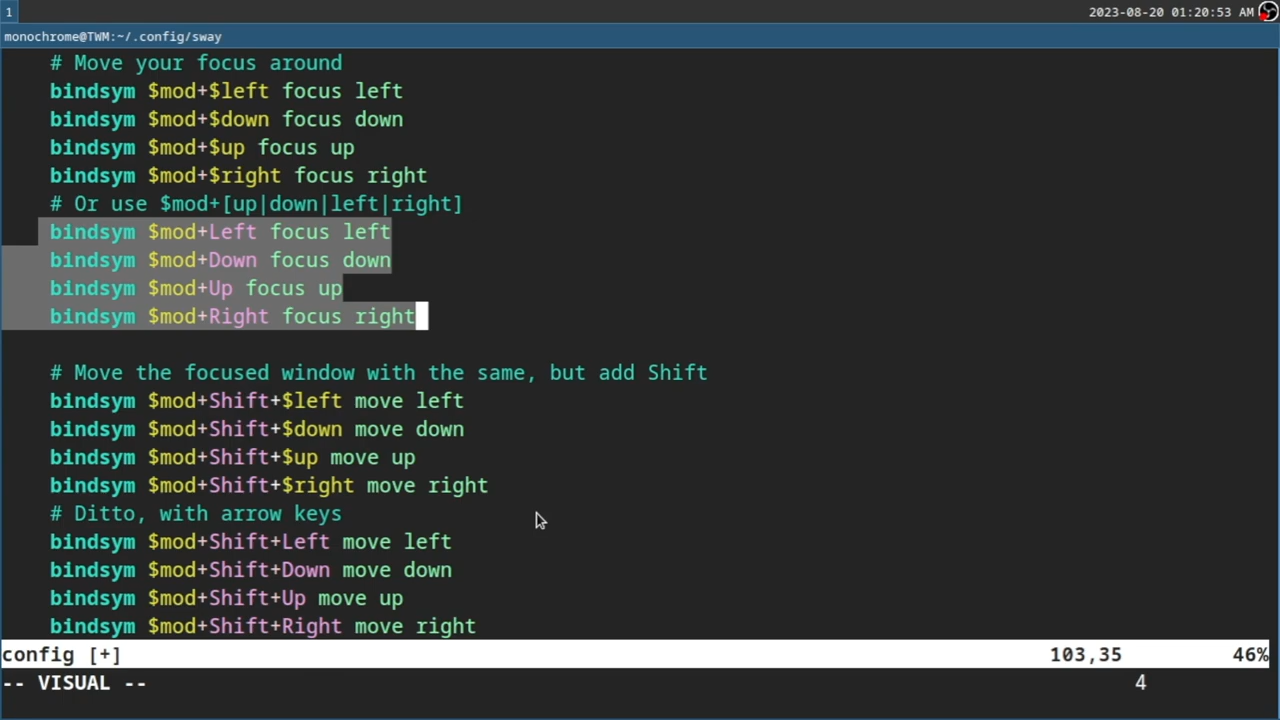 1
2023-08-20 01:20:53 AM
monochrome@TWM:~/.config/sway
# Move your focus around
bindsym $mod+$left focus left
bindsym $mod+$down focus down
bindsym $mod+$up focus up
bindsym $mod+$right focus right
# Or use $mod+[up|down|left|right]
bindsym $mod+Left focus left
bindsym $mod+Down focus down
bindsym $mod+Up focus up
bindsym $mod+Right focus right
# Move the focused window with the same, but add Shift
bindsym $mod+Shift+$left move left
bindsym $mod+Shift+$down move down
bindsym $mod+Shift+$up move up
bindsym $mod+Shift+$right move right
# Ditto, with arrow keys
bindsym $mod+Shift+Left move left
bindsym $mod+Shift+Down move down
bindsym $mod+Shift+Up move up
bindsym $mod+Shift+Right move right
config [+] 103,35 46%
-- VISUAL -- 4